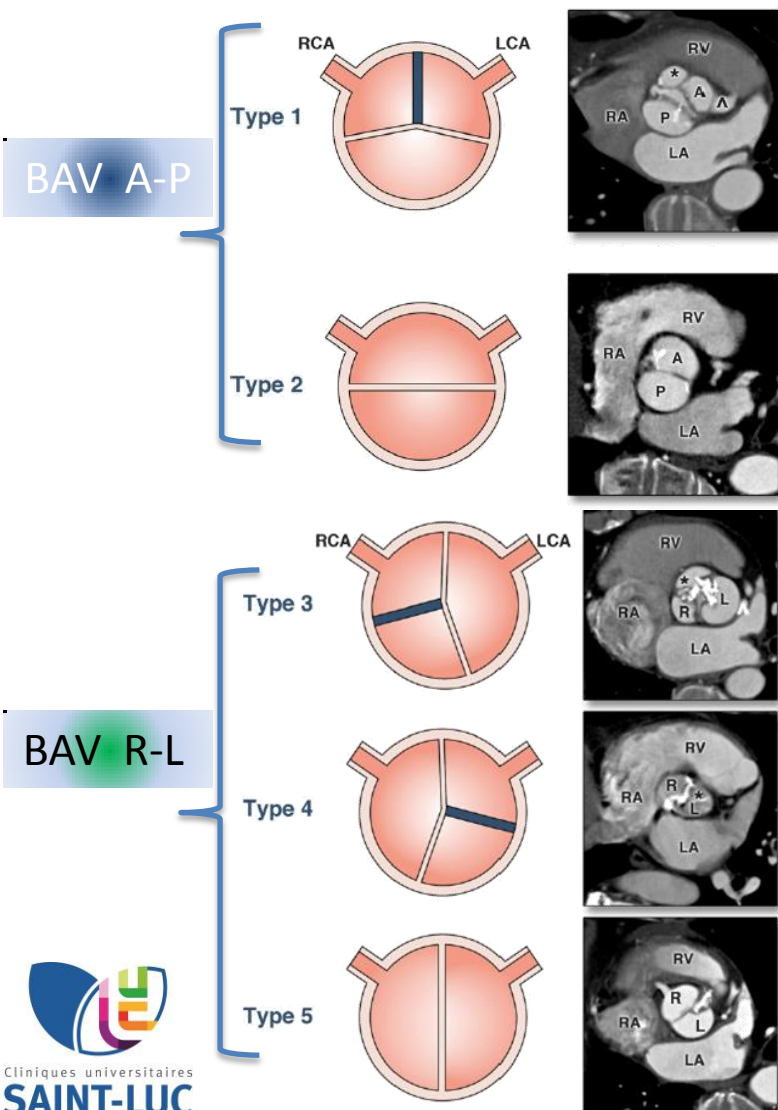 RCA LCA
Type 1
BAV A-P
RV
*
A
^
P
RA
LA
Type 2
RV
RA
A
P
LA
RCA LCA
Type 3
RV
*
L
R
^
RA
LA
BAV R-L
Type 4
RV
R
*
RA
L
LA
Type 5
RV
R
L
RA
LA
Cliniques universitaires
SAINT-LUC